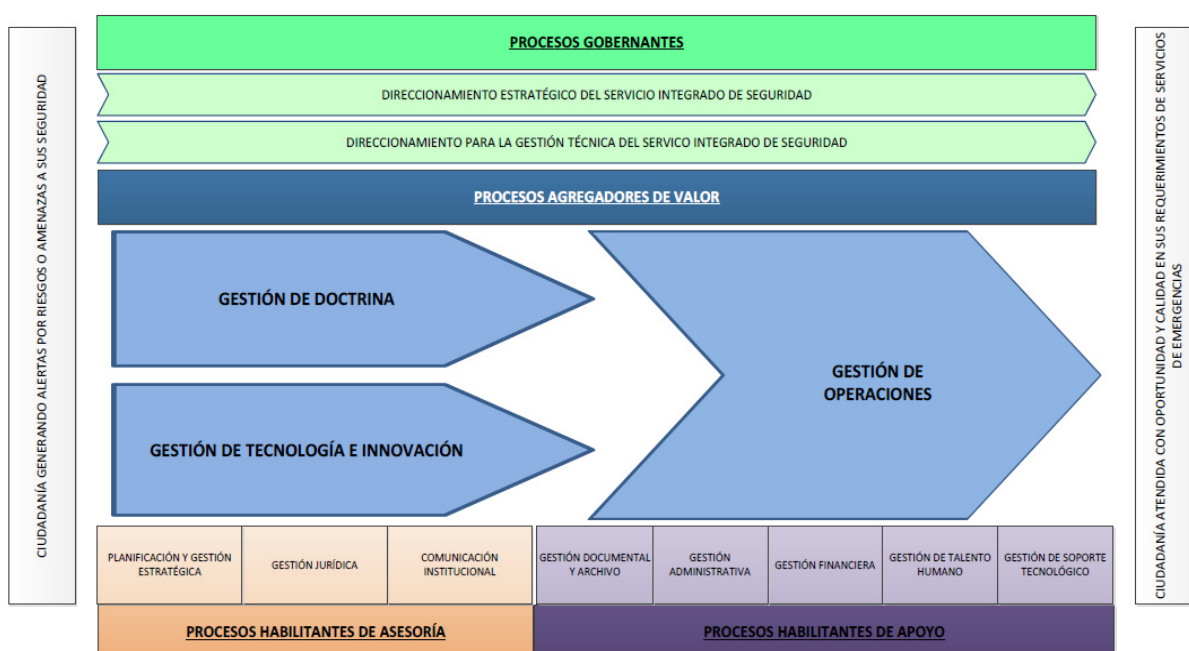 CIUDADANÍA GENERANDO ALERTAS POR RIESGOS O AMENAZAS A SUS SEGURIDAD
PROCESOS GOBERNANTES
DIRECCIONAMIENTO ESTRATÉGICO DEL SERVICIO INTEGRADO DE SEGURIDAD
DIRECCIONAMIENTO PARA LA GESTIÓN TÉCNICA DEL SERVICO INTEGRADO DE SEGURIDAD
PROCESOS AGREGADORES DE VALOR
GESTIÓN DE DOCTRINA
GESTIÓN DE TECNOLOGÍA E INNOVACIÓN
GESTIÓN DE
OPERACIONES
PLANIFICACIÓN Y GESTIÓN
ESTRATÉGICA
GESTIÓN JURÍDICA
COMUNICACIÓN
INSTITUCIONAL
GESTIÓN DOCUMENTAL
Y ARCHIVO
GESTIÓN
ADMINISTRATIVA
GESTIÓN FINANCIERA
GESTIÓN DE TALENTO
HUMANO
GESTIÓN DE SOPORTE
TECNOLÓGICO
PROCESOS HABILITANTES DE ASESORÍA
PROCESOS HABILITANTES DE APOYO
CIUDADANÍA ATENDIDA CON OPORTUNIDAD Y CALIDAD EN SUS REQUERIMIENTOS DE SERVICIOS
DE EMERGENCIAS